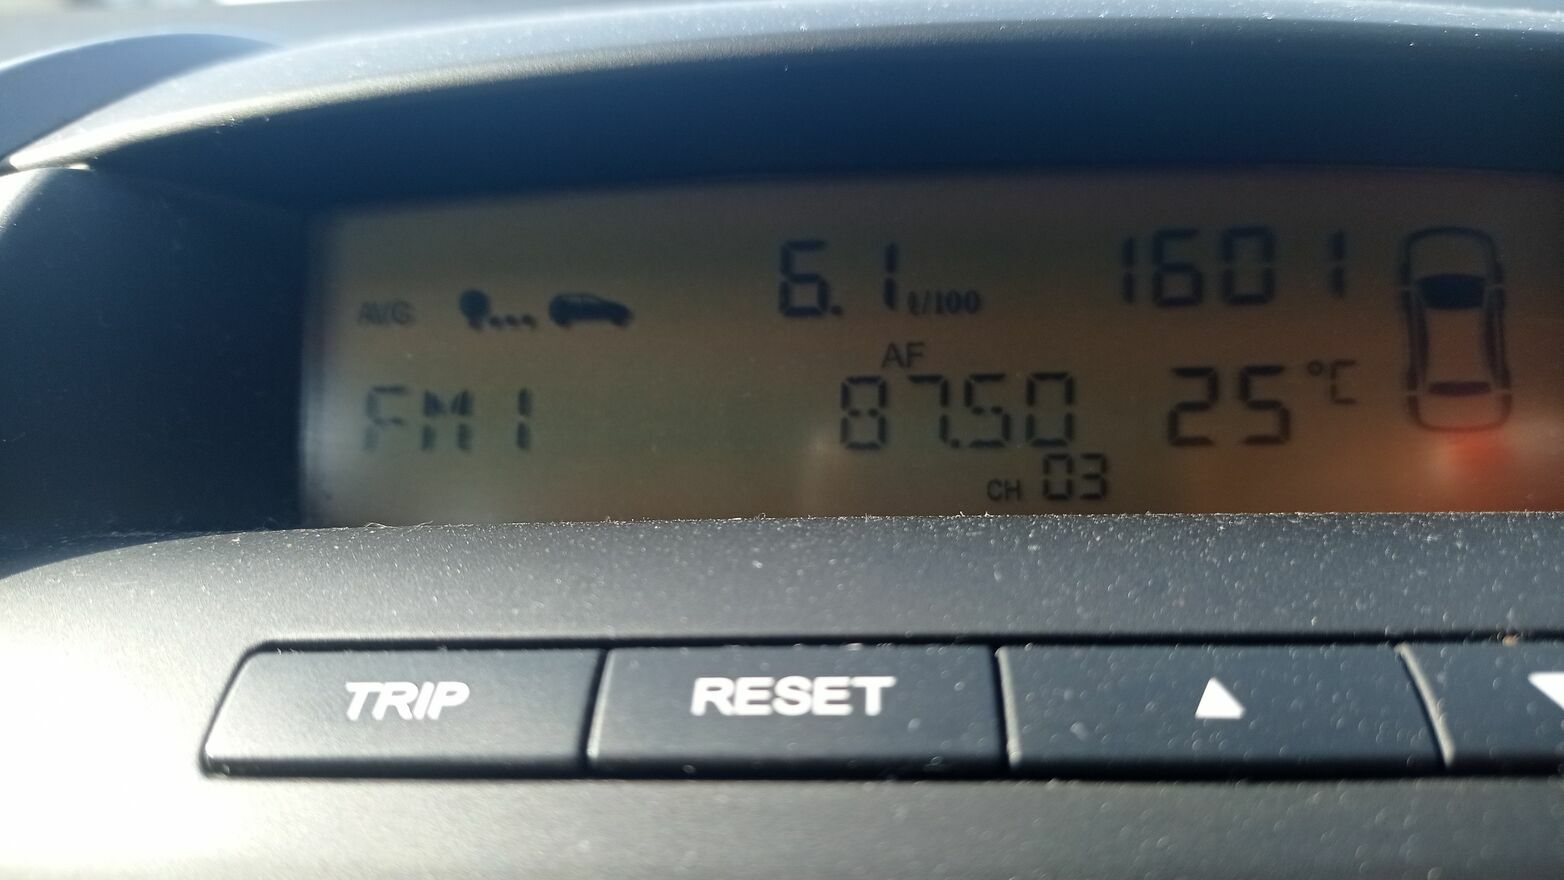 AVG 6.1 ℓ/100 1601
AF
FM1 87.50 25 °C
CH 03
TRIP RESET